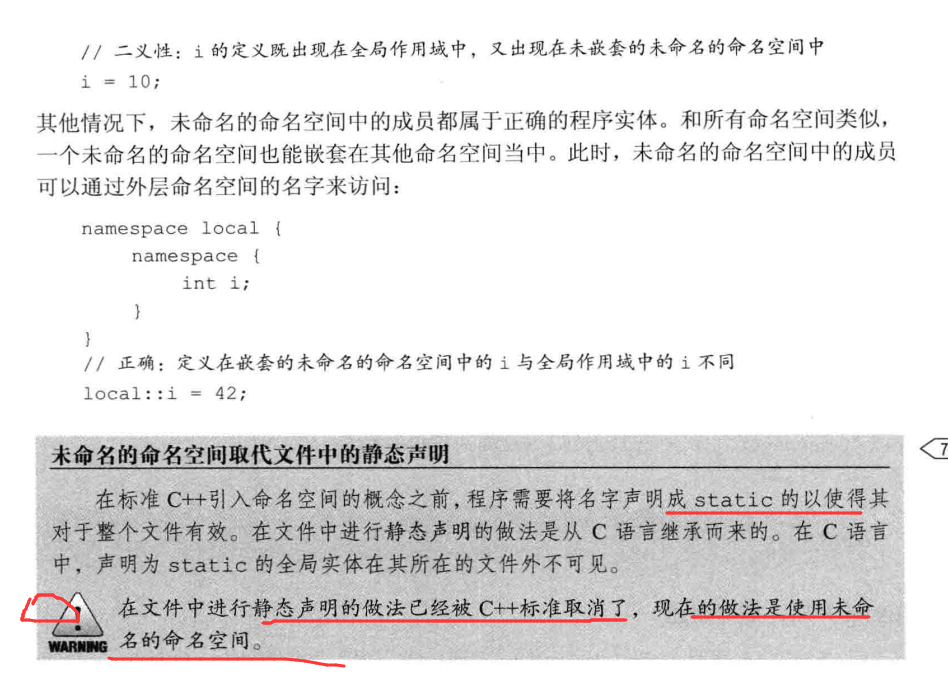 // 二义性：i 的定义既出现在全局作用域中，又出现在未嵌套的未命名的命名空间中
i = 10;
其他情况下，未命名的命名空间中的成员都属于正确的程序实体。和所有命名空间类似，
一个未命名的命名空间也能嵌套在其他命名空间当中。此时，未命名的命名空间中的成员
可以通过外层命名空间的名字来访问：
namespace local {
    namespace {
        int i;
    }
}
// 正确：定义在嵌套的未命名的命名空间中的 i 与全局作用域中的 i 不同
local::i = 42;
未命名的命名空间取代文件中的静态声明
7
在标准 C++引入命名空间的概念之前，程序需要将名字声明成 static 的以使得其
对于整个文件有效。在文件中进行静态声明的做法是从 C 语言继承而来的。在 C 语言
中，声明为 static 的全局实体在其所在的文件外不可见。
在文件中进行静态声明的做法已经被 C++标准取消了，现在的做法是使用未命
WARNING 名的命名空间。